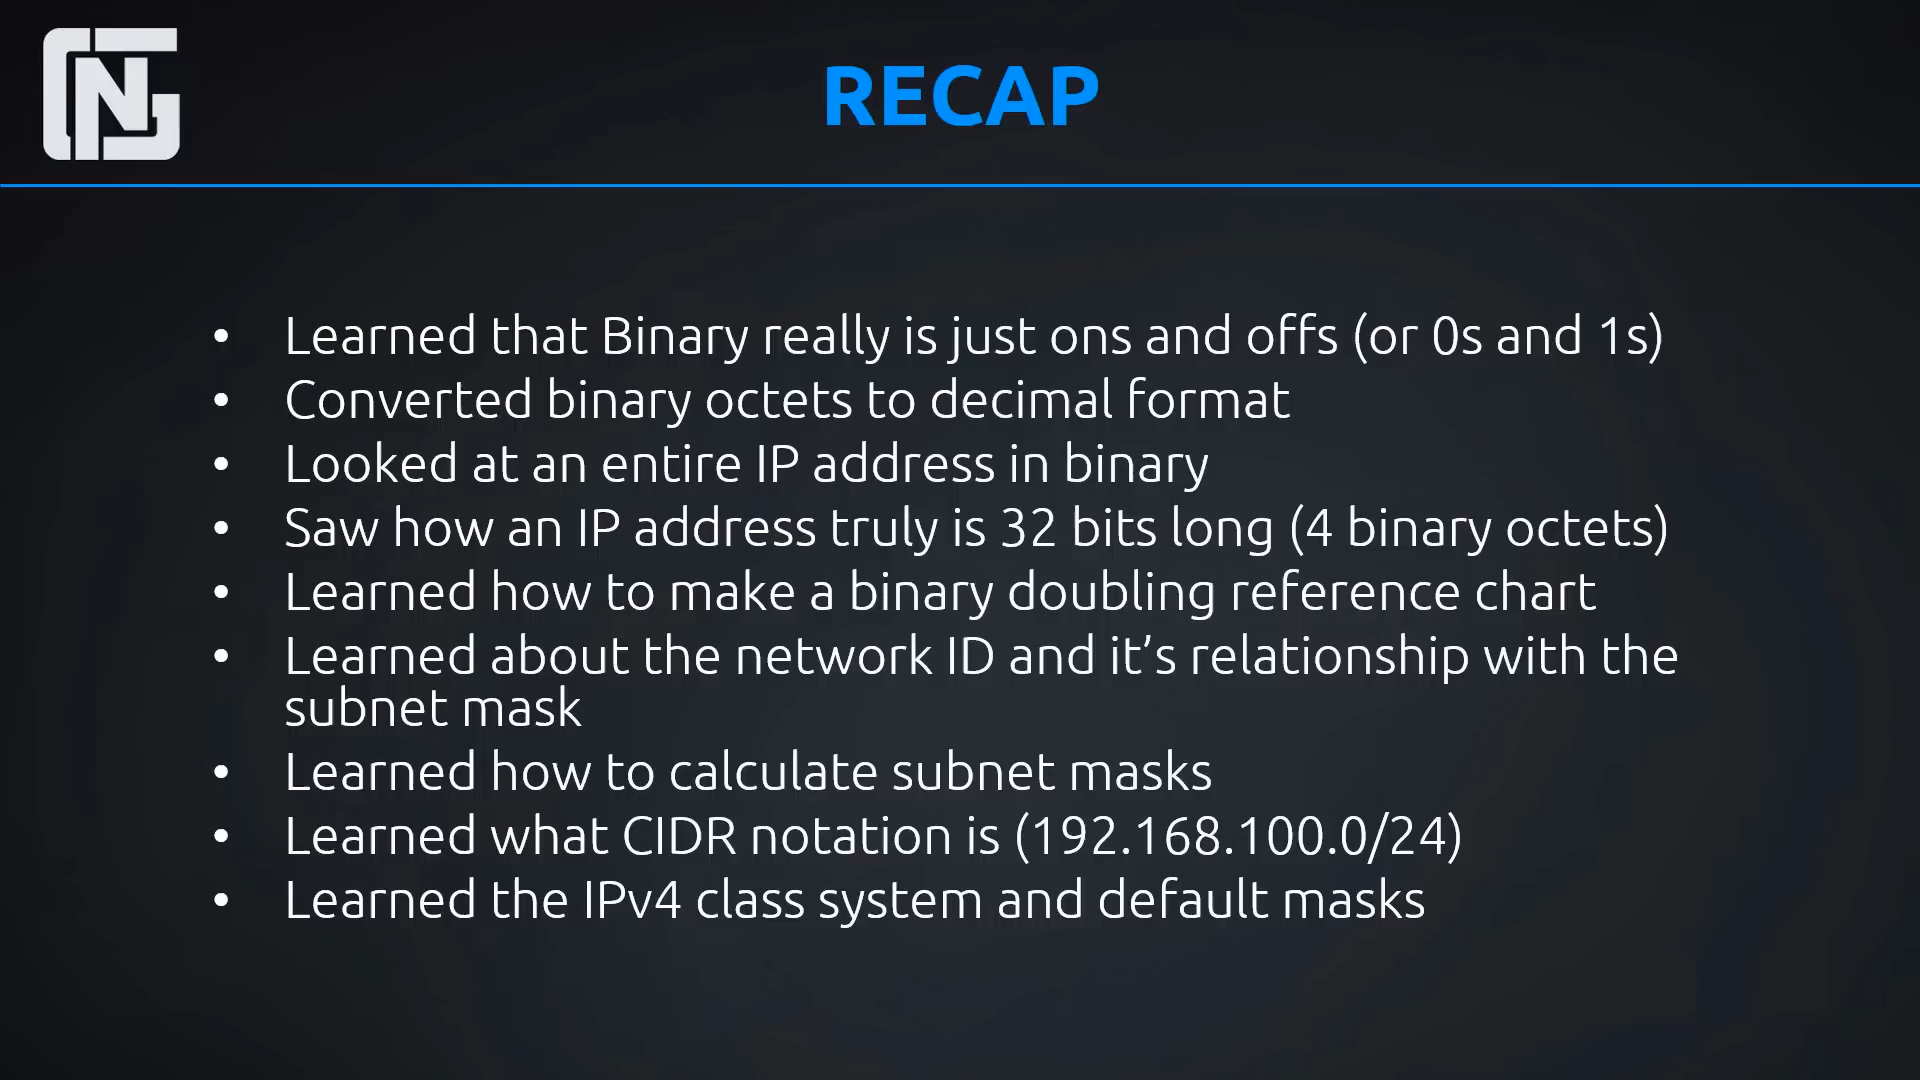 RECAP
• Learned that Binary really is just ons and offs (or 0s and 1s)
• Converted binary octets to decimal format
• Looked at an entire IP address in binary
• Saw how an IP address truly is 32 bits long (4 binary octets)
• Learned how to make a binary doubling reference chart
• Learned about the network ID and it’s relationship with the
subnet mask
• Learned how to calculate subnet masks
• Learned what CIDR notation is (192.168.100.0/24)
• Learned the IPv4 class system and default masks